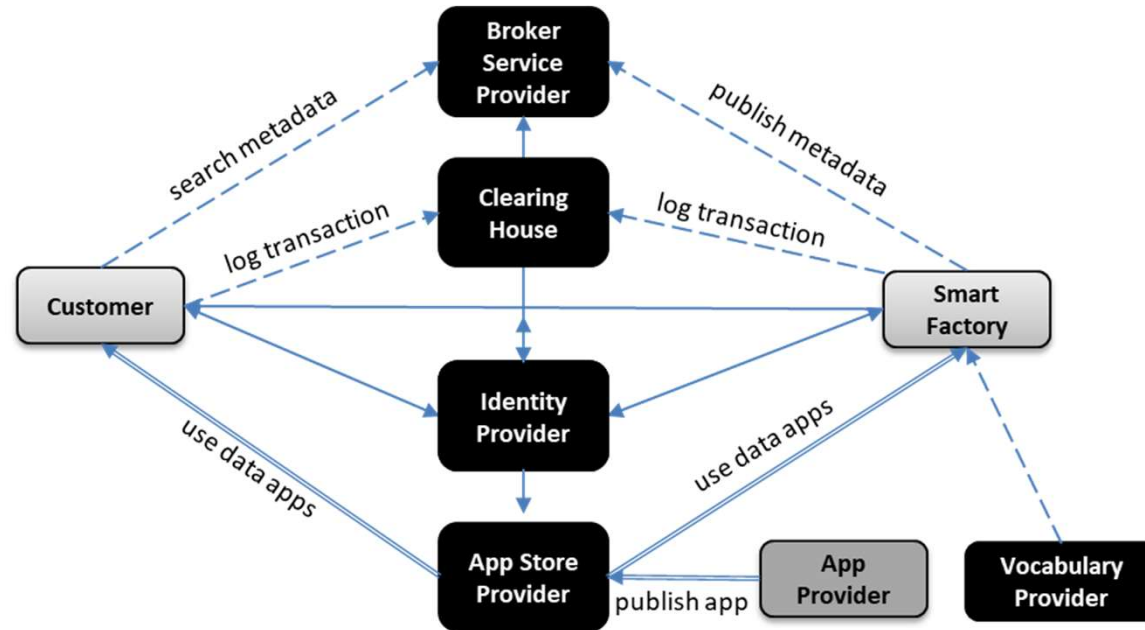 Broker
Service
Provider
search metadata
publish metadata
Clearing
House
log transaction
log transaction
Customer
Smart
Factory
Identity
Provider
use data apps
use data apps
App Store
Provider
publish app
App
Provider
Vocabulary
Provider